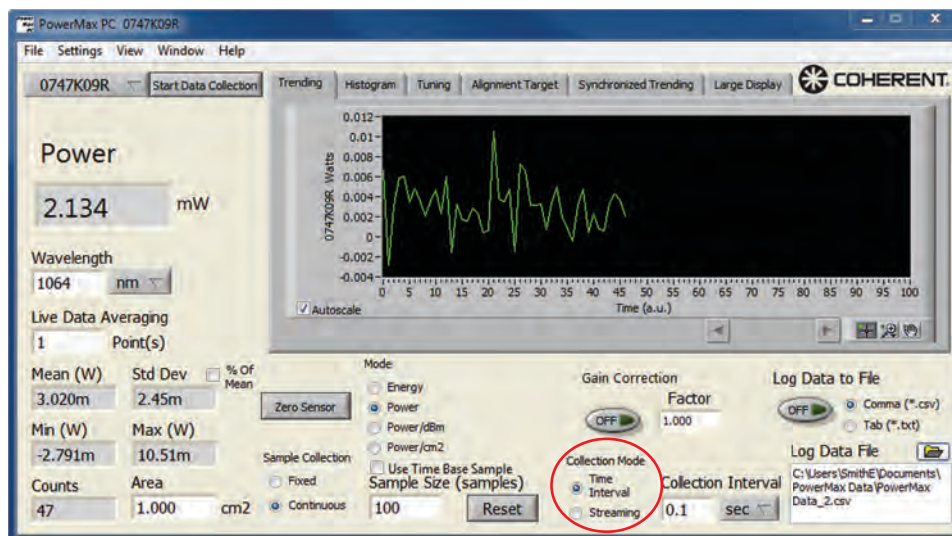 PowerMax PC 0747K09R
File Settings View Window Help
0747K09R Start Data Collection
Trending Histogram Tuning Alignment Target Synchronized Trending Large Display
COHERENT.
Power
2.134 mW
Wavelength
1064 nm
Live Data Averaging
1 Point(s)
Mean (W) Std Dev % Of Mean
3.020m 2.45m
Min (W) Max (W)
-2.791m 10.51m
Counts Area
47 1.000 cm2
0747K09R Watts
0.012
0.01
0.008
0.006
0.004
0.002
0
-0.002
-0.004
0 5 10 15 20 25 30 35 40 45 50 55 60 65 70 75 80 85 90 95 100
Autoscale
Time (a.u.)
Zero Sensor
Sample Collection
Fixed
Continuous
Mode
Energy
Power
Power/dBm
Power/cm2
Use Time Base Sample
Sample Size (samples)
100 Reset
Gain Correction
OFF
Factor
1.000
Collection Mode
Time
Interval
Streaming
Collection Interval
0.1 sec
Log Data to File
OFF
Comma (*.csv)
Tab (*.txt)
Log Data File
C:\Users\SmithE\Documents\
PowerMax Data\PowerMax
Data_2.csv